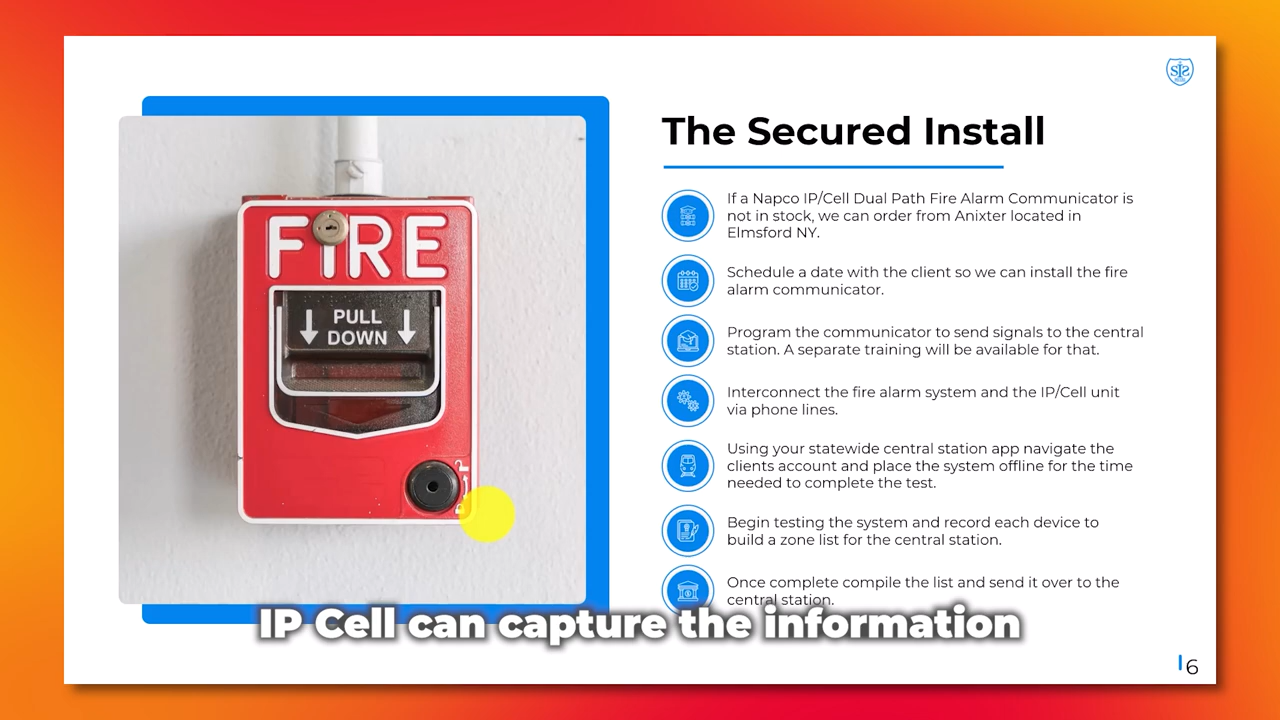 SIS
The Secured Install
If a Napco IP/Cell Dual Path Fire Alarm Communicator is
not in stock, we can order from Anixter located in
Elmsford NY.
Schedule a date with the client so we can install the fire
alarm communicator.
Program the communicator to send signals to the central
station. A separate training will be available for that.
Interconnect the fire alarm system and the IP/Cell unit
via phone lines.
Using your statewide central station app navigate the
clients account and place the system offline for the time
needed to complete the test.
Begin testing the system and record each device to
build a zone list for the central station.
Once complete compile the list and send it over to the
central station.
FIRE
PULL
DOWN
IP Cell can capture the information
6